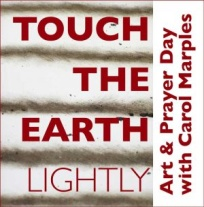 TOUCH
THE
EARTH
LIGHTLY
Art & Prayer Day
with Carol Marples